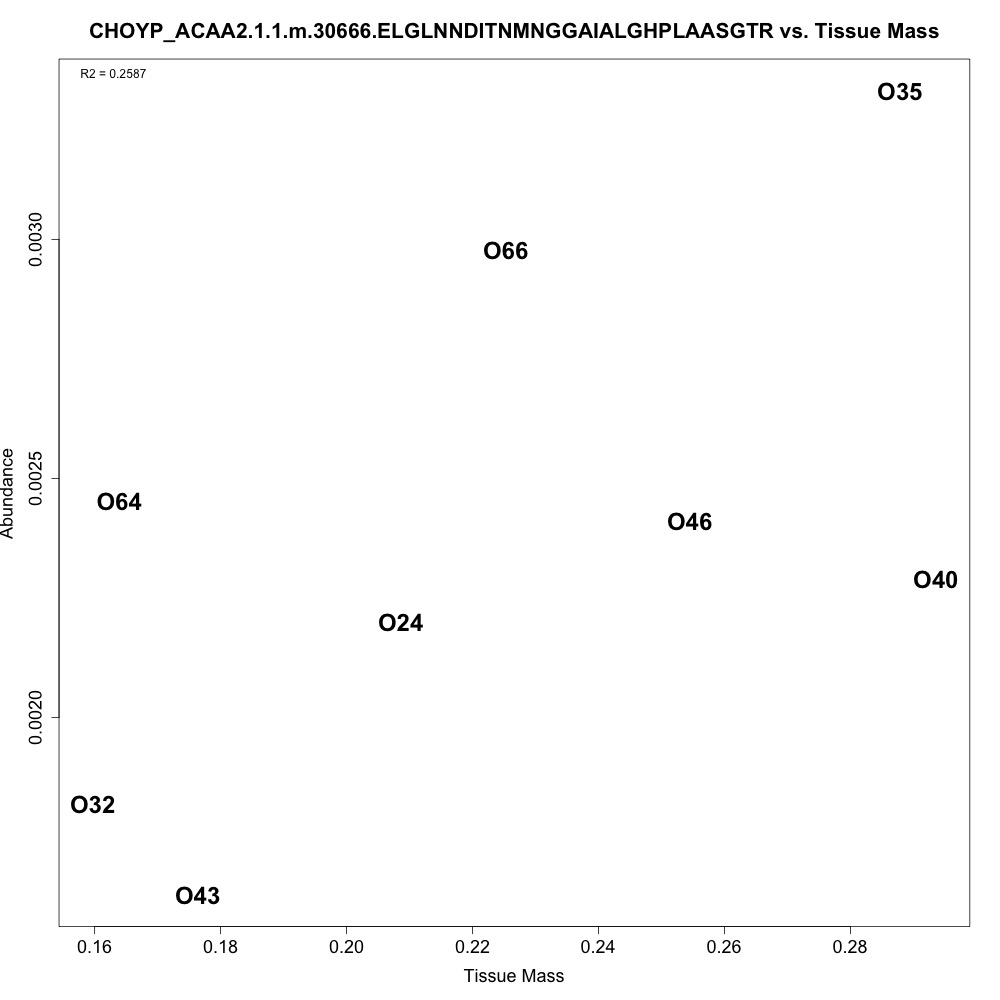 CHOYP_ACAA2.1.1.m.30666.ELGLNNDITNMNGGAIALGHPLAASGTR vs. Tissue Mass
R2 = 0.2587
O35
0.0030
O66
0.0025
Abundance
O64
O46
O40
O24
0.0020
O32
O43
0.16 0.18 0.20 0.22 0.24 0.26 0.28
Tissue Mass